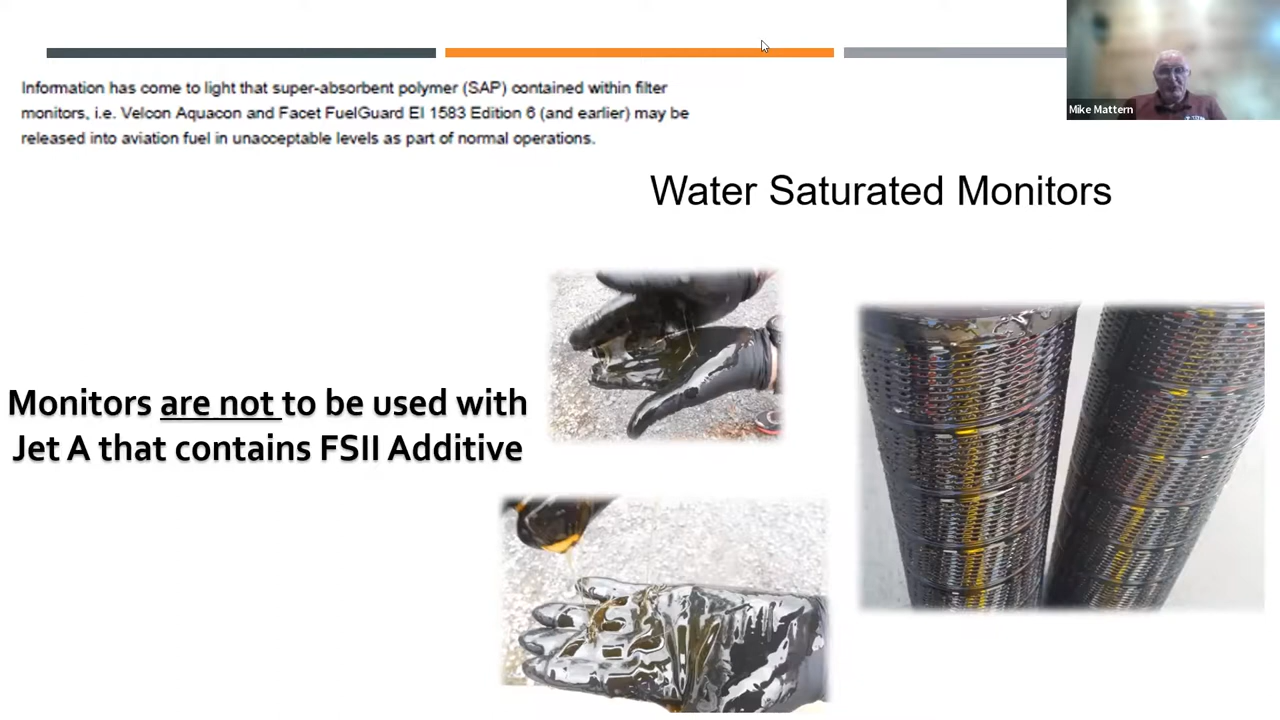 Information has come to light that super-absorbent polymer (SAP) contained within filter
monitors, i.e. Velcon Aquacon and Facet FuelGuard EI 1583 Edition 6 (and earlier) may be
released into aviation fuel in unacceptable levels as part of normal operations.
Mike Mattern
Water Saturated Monitors
Monitors are not to be used with
Jet A that contains FSII Additive